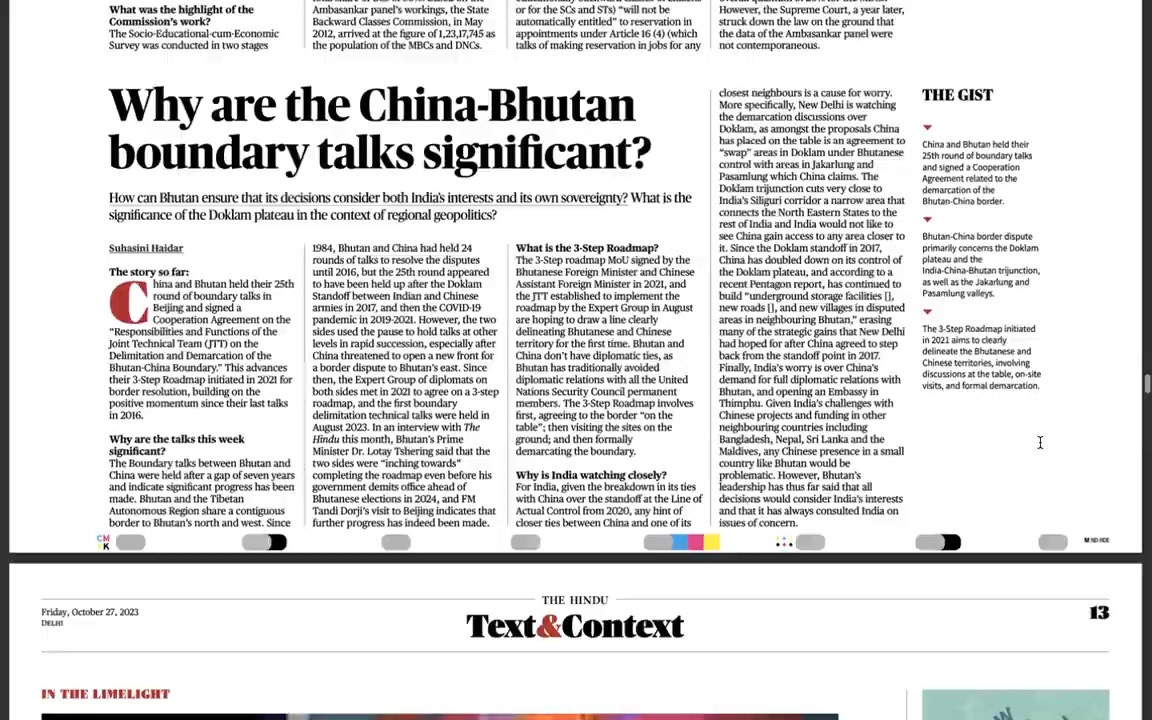 What was the highlight of the
Commission's work?
The Socio-Educational-cum-Economic
Survey was conducted in two stages
Ambasankar panel's workings, the State
Backward Classes Commission, in May
2012, arrived at the figure of 1,23,17,745 as
the population of the MBCs and DNCs.
or for the SCs and STs) "will not be
automatically entitled" to reservation in
appointments under Article 16 (4) (which
talks of making reservation in jobs for any
However, the Supreme Court, a year later,
struck down the law on the ground that
the data of the Ambasankar panel were
not contemporaneous.
Why are the China-Bhutan
boundary talks significant?
How can Bhutan ensure that its decisions consider both India's interests and its own sovereignty? What is the
significance of the Doklam plateau in the context of regional geopolitics?
Suhasini Haidar
The story so far:
China and Bhutan held their 25th
round of boundary talks in
Beijing and signed a
Cooperation Agreement on the
"Responsibilities and Functions of the
Joint Technical Team (JTT) on the
Delimitation and Demarcation of the
Bhutan-China Boundary." This advances
their 3-Step Roadmap initiated in 2021 for
border resolution, building on the
positive momentum since their last talks
in 2016.
Why are the talks this week
significant?
The Boundary talks between Bhutan and
China were held after a gap of seven years
and indicate significant progress has been
made. Bhutan and the Tibetan
Autonomous Region share a contiguous
border to Bhutan's north and west. Since
1984, Bhutan and China had held 24
rounds of talks to resolve the disputes
until 2016, but the 25th round appeared
to have been held up after the Doklam
Standoff between Indian and Chinese
armies in 2017, and then the COVID-19
pandemic in 2019-2021. However, the two
sides used the pause to hold talks at other
levels in rapid succession, especially after
China threatened to open a new front for
a border dispute to Bhutan's east. Since
then, the Expert Group of diplomats on
both sides met in 2021 to agree on a 3-step
roadmap, and the first boundary
delimitation technical talks were held in
August 2023. In an interview with The
Hindu this month, Bhutan's Prime
Minister Dr. Lotay Tshering said that the
two sides were "inching towards"
completing the roadmap even before his
government demits office ahead of
Bhutanese elections in 2024, and FM
Tandi Dorji's visit to Beijing indicates that
further progress has indeed been made.
What is the 3-Step Roadmap?
The 3-Step roadmap MoU signed by the
Bhutanese Foreign Minister and Chinese
Assistant Foreign Minister in 2021, and
the JTT established to implement the
roadmap by the Expert Group in August
are hoping to draw a line clearly
delineating Bhutanese and Chinese
territory for the first time. Bhutan and
China don't have diplomatic ties, as
Bhutan has traditionally avoided
diplomatic relations with all the United
Nations Security Council permanent
members. The 3-Step Roadmap involves
first, agreeing to the border "on the
table"; then visiting the sites on the
ground; and then formally
demarcating the boundary.
Why is India watching closely?
For India, given the breakdown in its ties
with China over the standoff at the Line of
Actual Control from 2020, any hint of
closer ties between China and one of its
closest neighbours is a cause for worry.
More specifically, New Delhi is watching
the demarcation discussions over
Doklam, as amongst the proposals China
has placed on the table is an agreement to
"swap" areas in Doklam under Bhutanese
control with areas in Jakarlung and
Pasamlung which China claims. The
Doklam trijunction cuts very close to
India's Siliguri corridor a narrow area that
connects the North Eastern States to the
rest of India and India would not like to
see China gain access to any area closer to
it. Since the Doklam standoff in 2017,
China has doubled down on its control of
the Doklam plateau, and according to a
recent Pentagon report, has continued to
build "underground storage facilities [],
new roads [], and new villages in disputed
areas in neighbouring Bhutan," erasing
many of the strategic gains that New Delhi
had hoped for after China agreed to step
back from the standoff point in 2017.
Finally, India's worry is over China's
demand for full diplomatic relations with
Bhutan, and opening an Embassy in
Thimphu. Given India's challenges with
Chinese projects and funding in other
neighbouring countries including
Bangladesh, Nepal, Sri Lanka and the
Maldives, any Chinese presence in a small
country like Bhutan would be
problematic. However, Bhutan's
leadership has thus far said that all
decisions would consider India's interests
and that it has always consulted India on
issues of concern.
THE GIST
China and Bhutan held their
25th round of boundary talks
and signed a Cooperation
Agreement related to the
demarcation of the
Bhutan-China border.
Bhutan-China border dispute
primarily concerns the Doklam
plateau and the
India-China-Bhutan trijunction,
as well as the Jakarlung and
Pasamlung valleys.
The 3-Step Roadmap initiated
in 2021 aims to clearly
delineate the Bhutanese and
Chinese territories, involving
discussions at the table, on-site
visits, and formal demarcation.
CM
K
M ND-NDE
THE HINDU
Friday, October 27, 2023
DELHI
Text&Context
13
IN THE LIMELIGHT